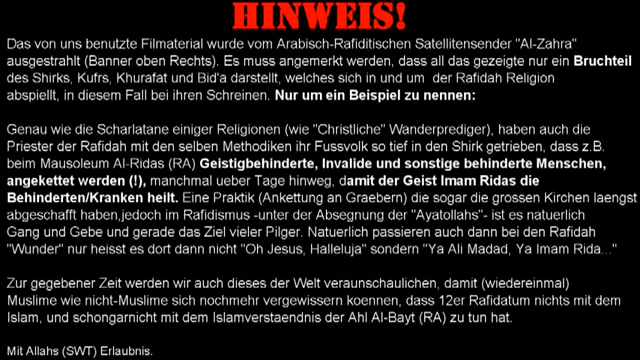 HINWEIS!
Das von uns benutzte Filmaterial wurde vom Arabisch-Rafiditischen Satellitensender "Al-Zahra"
ausgestrahlt (Banner oben Rechts). Es muss angemerkt werden, dass all das gezeigte nur ein Bruchteil
des Shirks, Kufrs, Khurafat und Bid'a darstellt, welches sich in und um der Rafidah Religion
abspielt, in diesem Fall bei ihren Schreinen. Nur um ein Beispiel zu nennen:
Genau wie die Scharlatane einiger Religionen (wie "Christliche" Wanderprediger), haben auch die
Priester der Rafidah mit den selben Methodiken ihr Fussvolk so tief in den Shirk getrieben, dass z.B.
beim Mausoleum Al-Ridas (RA) Geistigbehinderte, Invalide und sonstige behinderte Menschen,
angekettet werden (!), manchmal ueber Tage hinweg, damit der Geist Imam Ridas die
Behinderten/Kranken heilt. Eine Praktik (Ankettung an Graebern) die sogar die grossen Kirchen laengst
abgeschafft haben,jedoch im Rafidismus -unter der Absegnung der "Ayatollahs"- ist es natuerlich
Gang und Gebe und gerade das Ziel vieler Pilger. Natuerlich passieren auch dann bei den Rafidah
"Wunder" nur heisst es dort dann nicht "Oh Jesus, Halleluja" sondern "Ya Ali Madad, Ya Imam Rida..."
Zur gegebener Zeit werden wir auch dieses der Welt veraunschaulichen, damit (wiedereinmal)
Muslime wie nicht-Muslime sich nochmehr vergewissern koennen, dass 12er Rafidatum nichts mit dem
Islam, und schongarnicht mit dem Islamverstaendnen der Ahl Al-Bayt (RA) zu tun hat.
Mit Allahs (SWT) Erlaubnis.